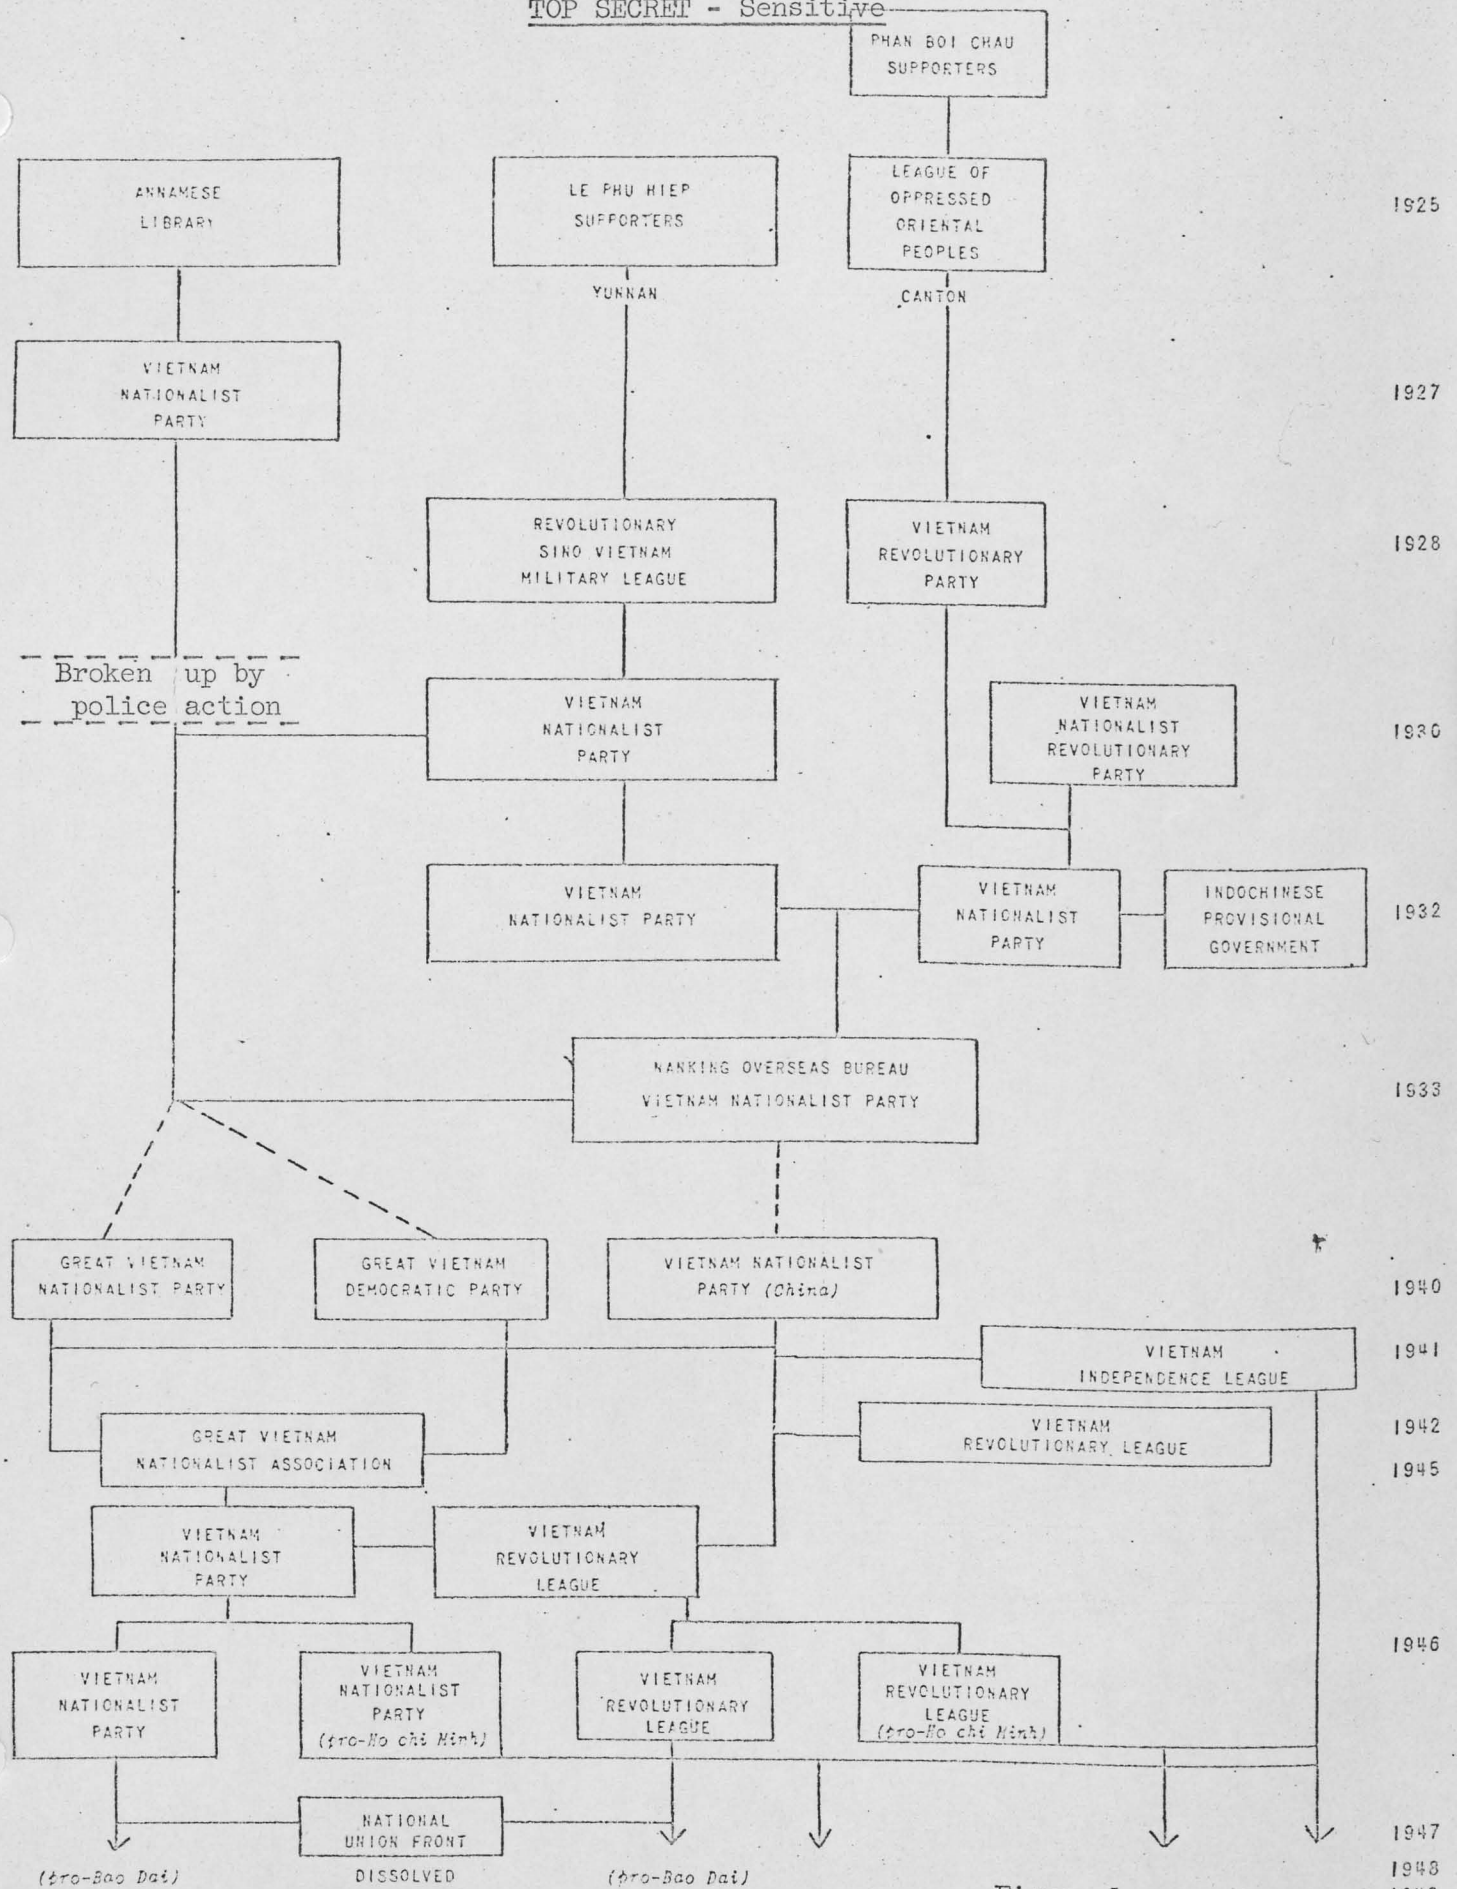 TOP SECRET - Sensitive
PHAN BOI CHAU
SUPPORTERS
ANNAMESE
LIBRARY
LE PHU HIEP
SUPPORTERS
LEAGUE OF
OPPRESSED
ORIENTAL
PEOPLES
1925
YUNNAN
CANTON
VIETNAM
NATIONALIST
PARTY
1927
REVOLUTIONARY
SINO VIETNAM
MILITARY LEAGUE
VIETNAM
REVOLUTIONARY
PARTY
1928
Broken up by
police action
VIETNAM
NATIONALIST
PARTY
VIETNAM
NATIONALIST
REVOLUTIONARY
PARTY
1930
VIETNAM
NATIONALIST PARTY
VIETNAM
NATIONALIST
PARTY
INDOCHINESE
PROVISIONAL
GOVERNMENT
1932
NANKING OVERSEAS BUREAU
VIETNAM NATIONALIST PARTY
1933
GREAT VIETNAM
NATIONALIST PARTY
GREAT VIETNAM
DEMOCRATIC PARTY
VIETNAM NATIONALIST
PARTY (China)
1940
VIETNAM
INDEPENDENCE LEAGUE
1941
GREAT VIETNAM
NATIONALIST ASSOCIATION
VIETNAM
REVOLUTIONARY LEAGUE
1942
1945
VIETNAM
NATIONALIST
PARTY
VIETNAM
REVOLUTIONARY
LEAGUE
1946
VIETNAM
NATIONALIST
PARTY
VIETNAM
NATIONALIST
PARTY
(pro-Ho chi Minh)
VIETNAM
REVOLUTIONARY
LEAGUE
VIETNAM
REVOLUTIONARY
LEAGUE
(pro-Ho chi Minh)
NATIONAL
UNION FRONT
1947
(pro-Bao Dai)
DISSOLVED
(pro-Bao Dai)
1948